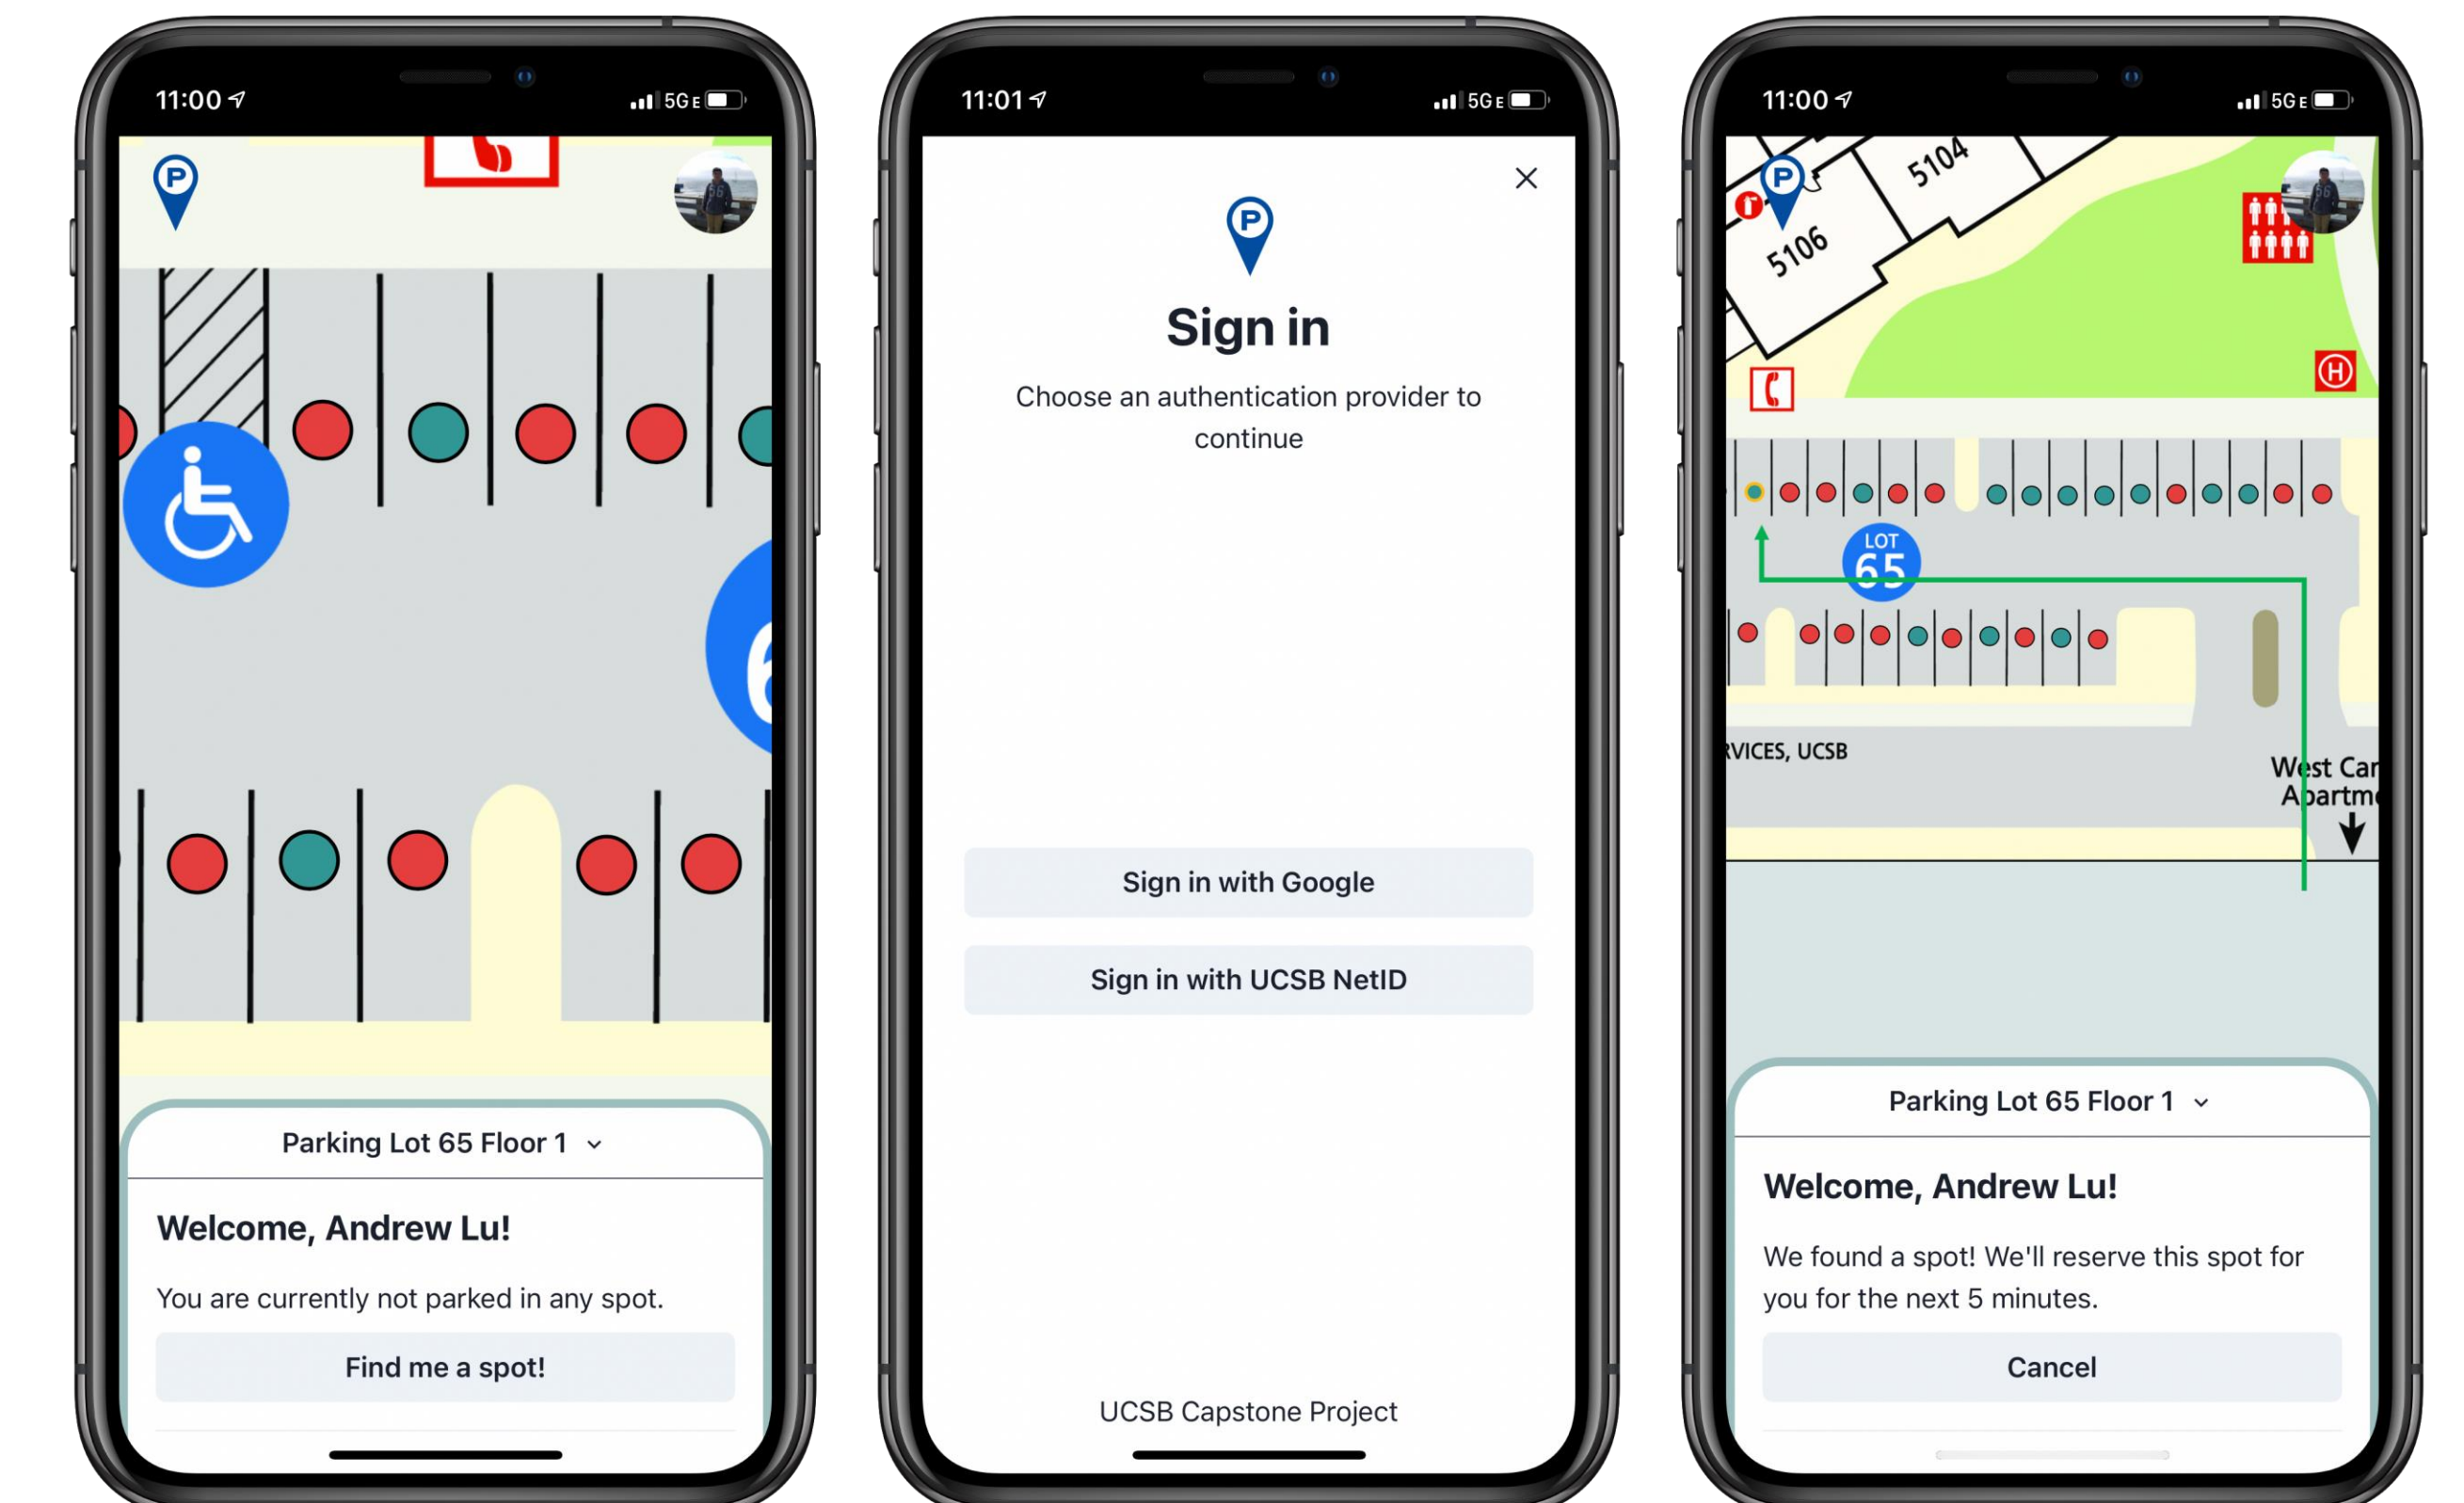 11:00
5G E
P
6
Parking Lot 65 Floor 1
Welcome, Andrew Lu!
You are currently not parked in any spot.
Find me a spot!
11:01
5G E
P
Sign in
Choose an authentication provider to
continue
Sign in with Google
Sign in with UCSB NetID
UCSB Capstone Project
11:00
5G E
P
5104
5106
H
LOT
65
RVICES, UCSB
West Cam
Apartme
Parking Lot 65 Floor 1
Welcome, Andrew Lu!
We found a spot! We'll reserve this spot for
you for the next 5 minutes.
Cancel